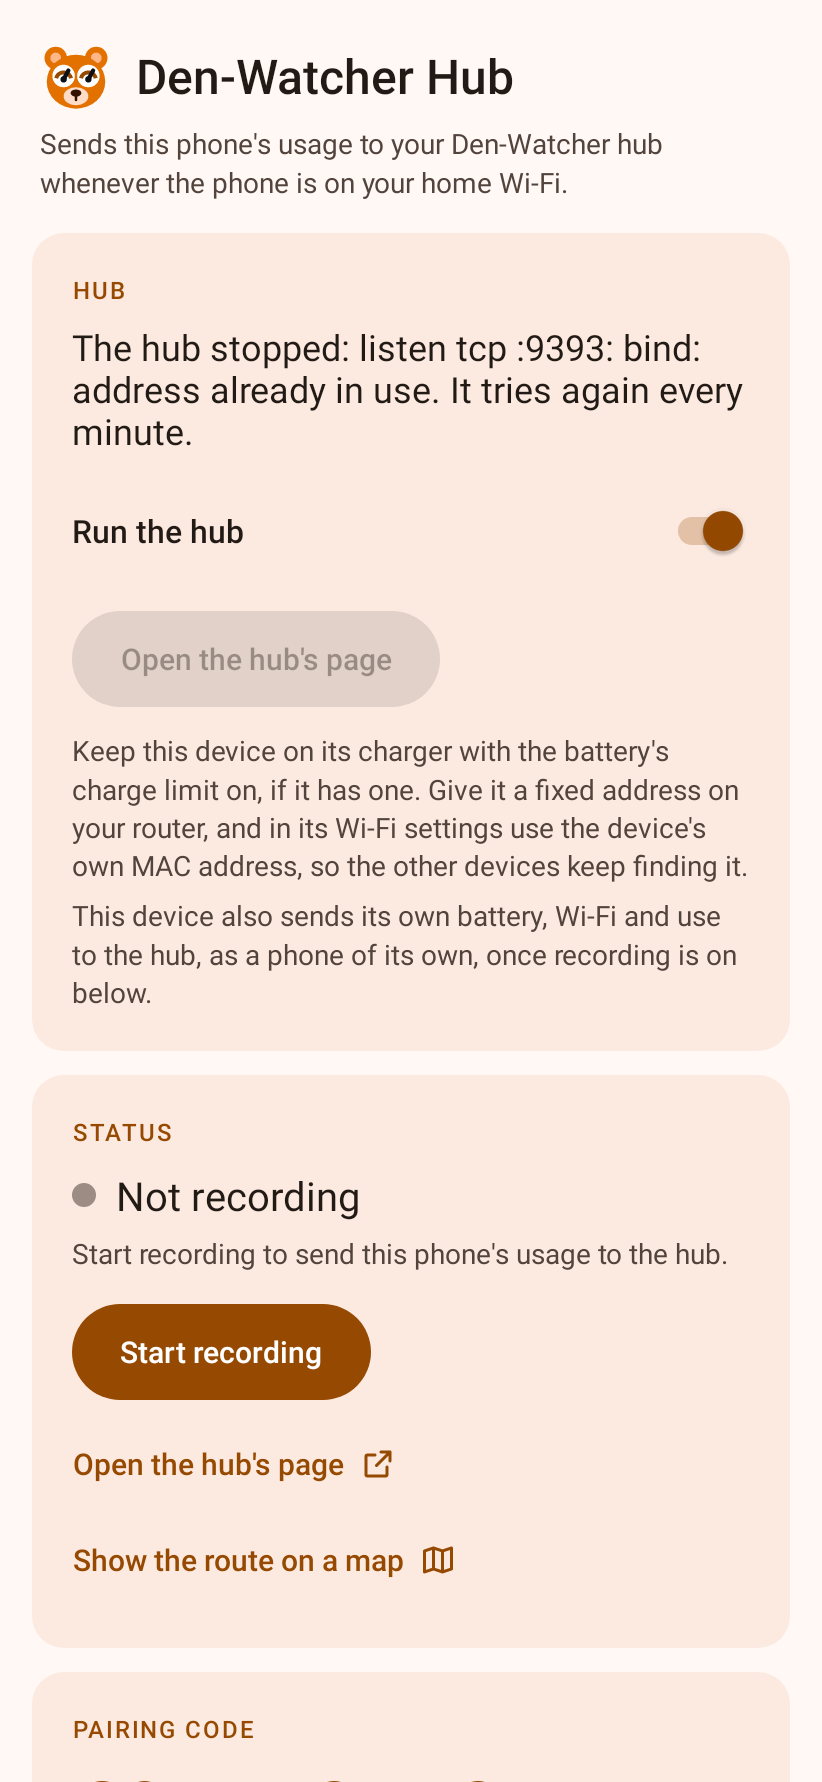 Den-Watcher Hub
Sends this phone's usage to your Den-Watcher hub
whenever the phone is on your home Wi-Fi.
HUB
The hub stopped: listen tcp :9393: bind:
address already in use. It tries again every
minute.
Run the hub
Open the hub's page
Keep this device on its charger with the battery's
charge limit on, if it has one. Give it a fixed address on
your router, and in its Wi-Fi settings use the device's
own MAC address, so the other devices keep finding it.
This device also sends its own battery, Wi-Fi and use
to the hub, as a phone of its own, once recording is on
below.
STATUS
Not recording
Start recording to send this phone's usage to the hub.
Start recording
Open the hub's page
Show the route on a map
PAIRING CODE